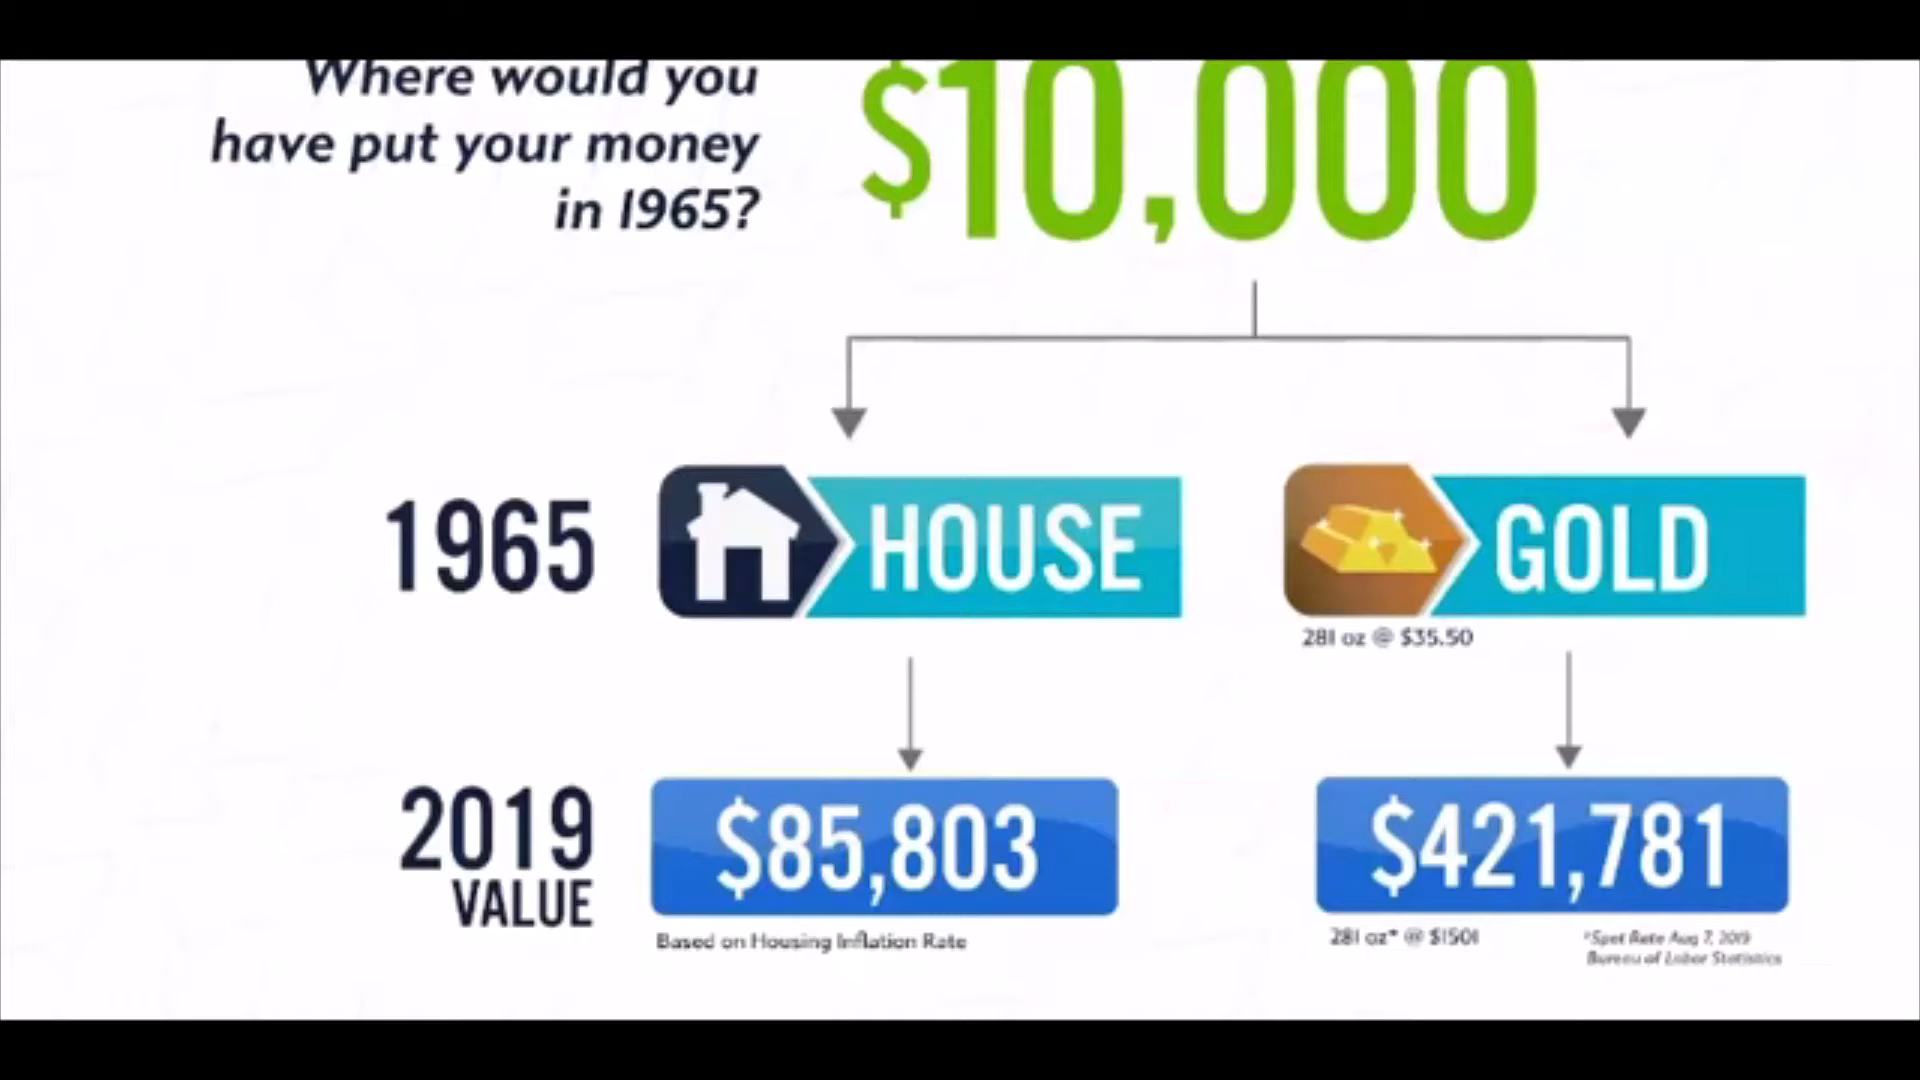 Where would you
have put your money
in 1965?
$10,000
1965
HOUSE
GOLD
281 oz @ $35.50
2019
VALUE
$85,803
$421,781
Based on Housing Inflation Rate
281 oz* @ $1501
*Spot Rate Aug 7, 2019
Bureau of Labor Statistics